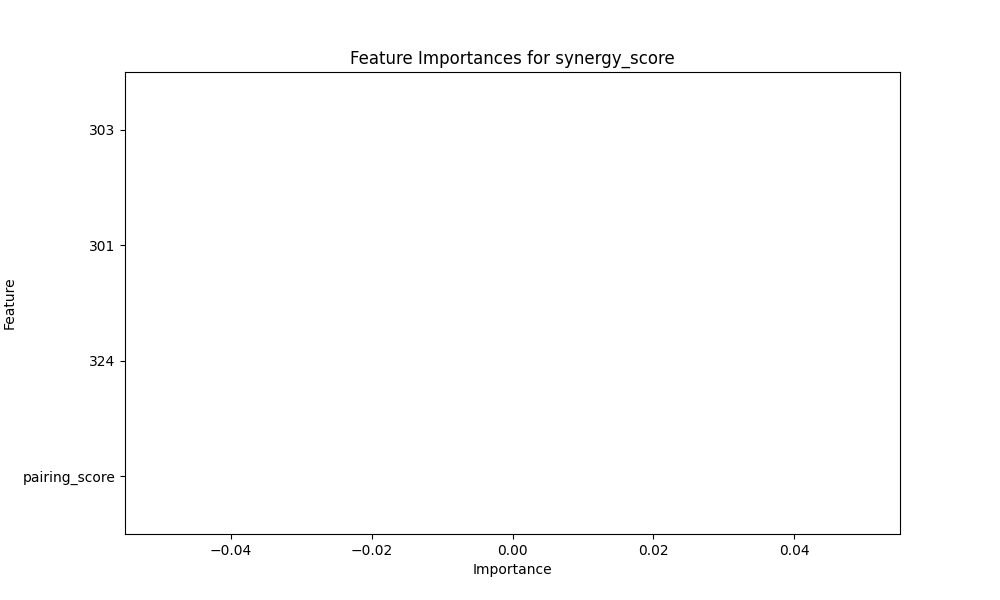 Feature Importances for synergy_score
303
301
324
pairing_score
Feature
−0.04
−0.02
0.00
0.02
0.04
Importance